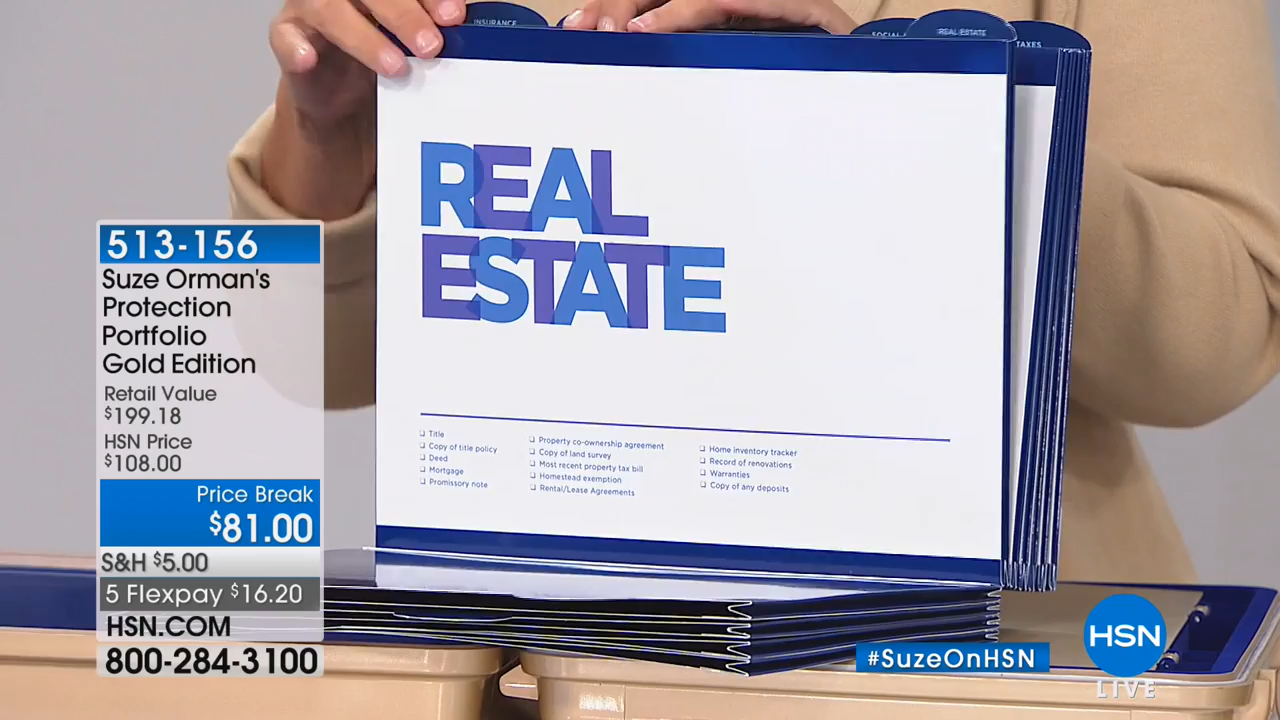 INSURANCE
REAL ESTATE
TAXES
REAL
ESTATE
❏ Title
❏ Copy of title policy
❏ Deed
❏ Mortgage
❏ Promissory note
❏ Property co-ownership agreement
❏ Copy of land survey
❏ Most recent property tax bill
❏ Homestead exemption
❏ Rental/Lease Agreements
❏ Home inventory tracker
❏ Record of renovations
❏ Warranties
❏ Copy of any deposits
513-156
Suze Orman's
Protection
Portfolio
Gold Edition
Retail Value
$199.18
HSN Price
$108.00
Price Break
$81.00
S&H $5.00
5 Flexpay $16.20
HSN.COM
800-284-3100
#SuzeOnHSN
HSN
LIVE